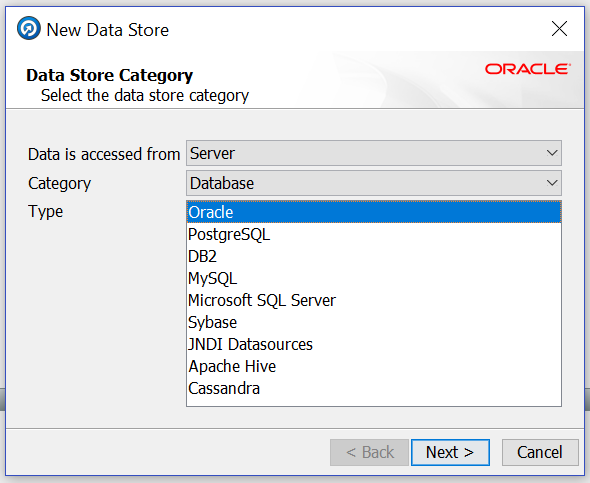 New Data Store
Data Store Category
Select the data store category
ORACLE
Data is accessed from Server
Category Database
Type Oracle
PostgreSQL
DB2
MySQL
Microsoft SQL Server
Sybase
JNDI Datasources
Apache Hive
Cassandra
< Back Next > Cancel